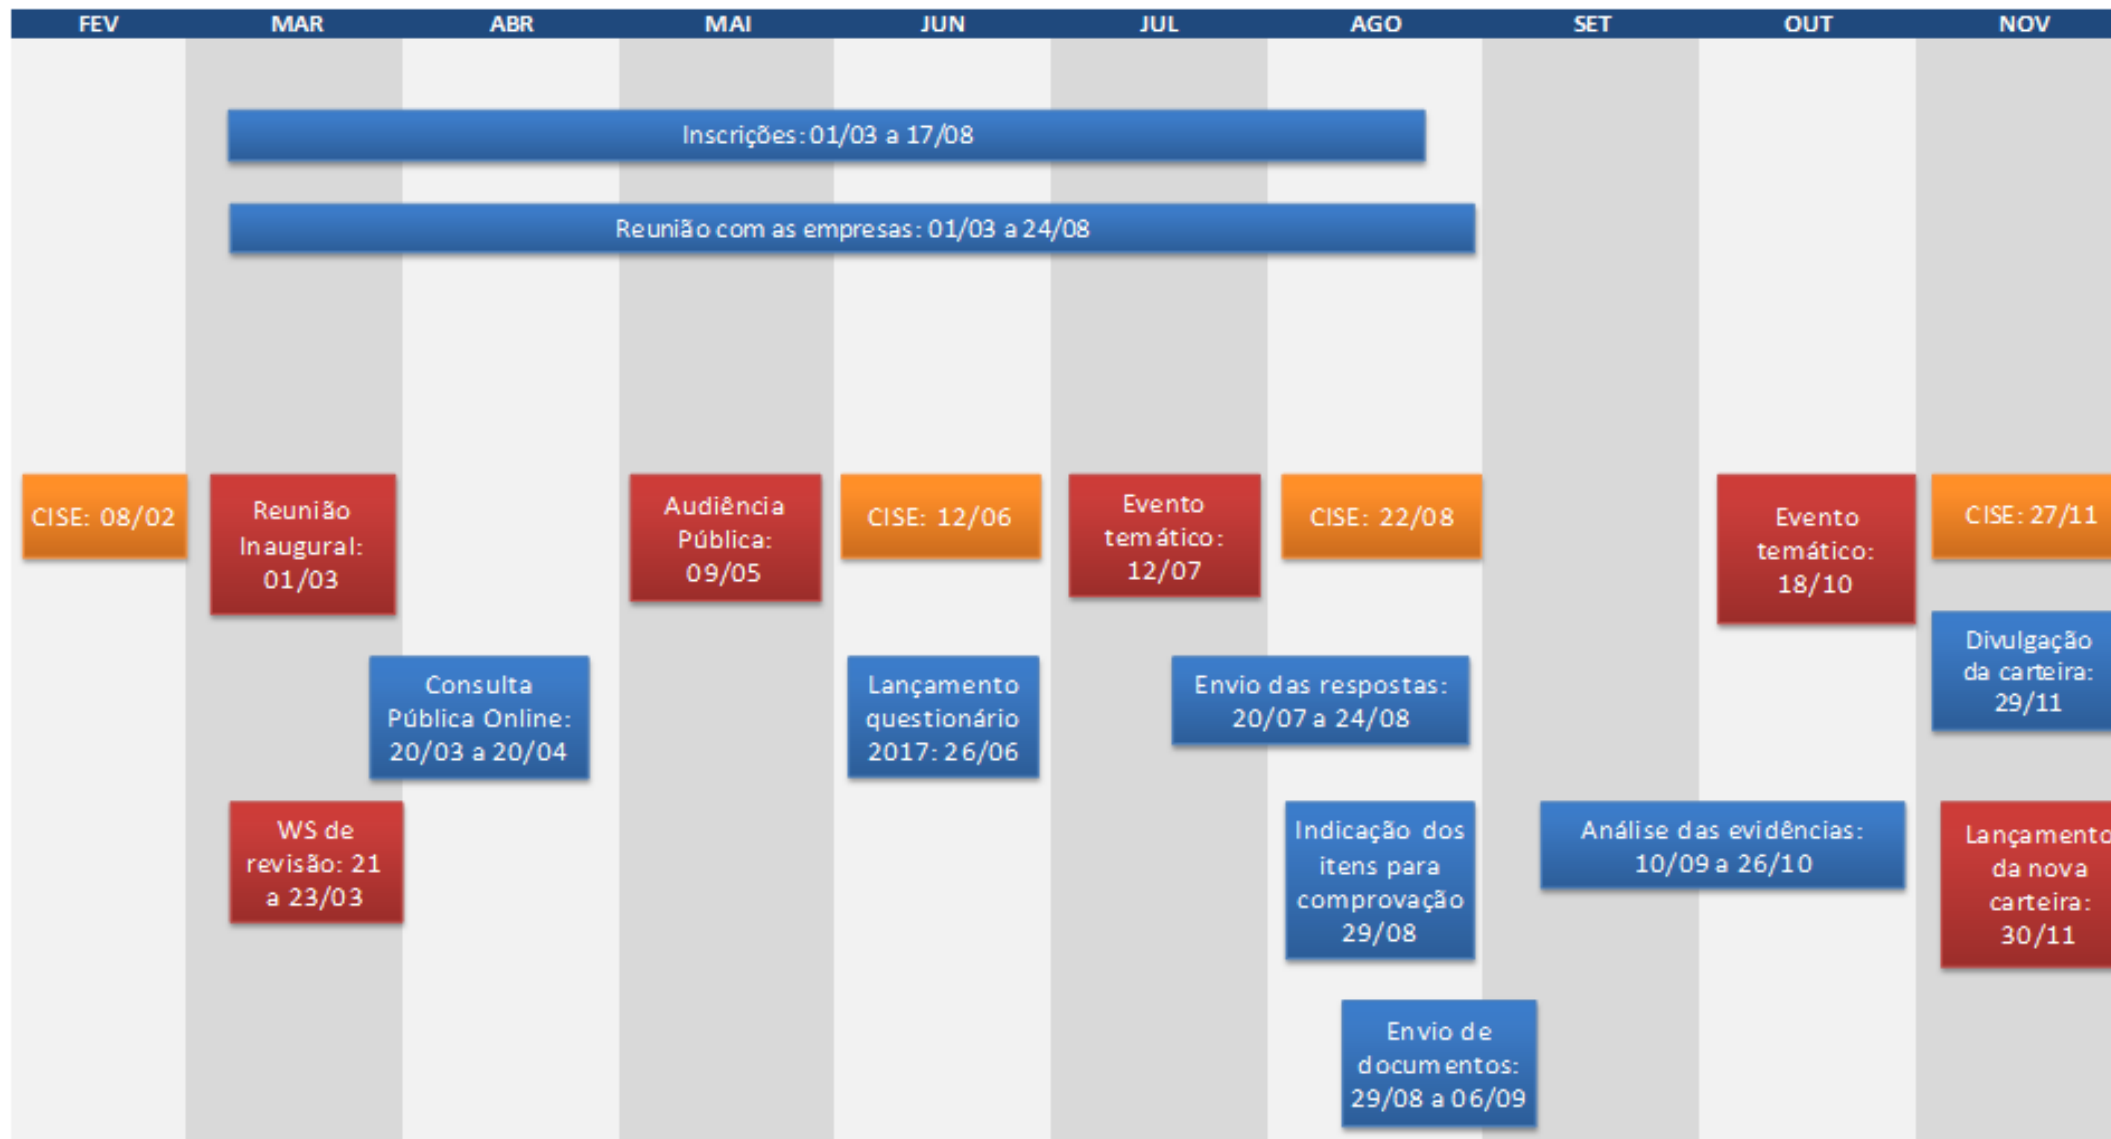 FEV MAR ABR MAI JUN JUL AGO SET OUT NOV
Inscrições: 01/03 a 17/08
Reunião com as empresas: 01/03 a 24/08
CISE: 08/02
Reunião
Inaugural:
01/03
Audiência
Pública:
09/05
CISE: 12/06
Evento
temático:
12/07
CISE: 22/08
Evento
temático:
18/10
CISE: 27/11
Consulta
Pública Online:
20/03 a 20/04
Lançamento
questionário
2017: 26/06
Envio das respostas:
20/07 a 24/08
Divulgação
da carteira:
29/11
WS de
revisão: 21
a 23/03
Indicação dos
itens para
comprovação
29/08
Análise das evidências:
10/09 a 26/10
Lançamento
da nova
carteira:
30/11
Envio de
documentos:
29/08 a 06/09